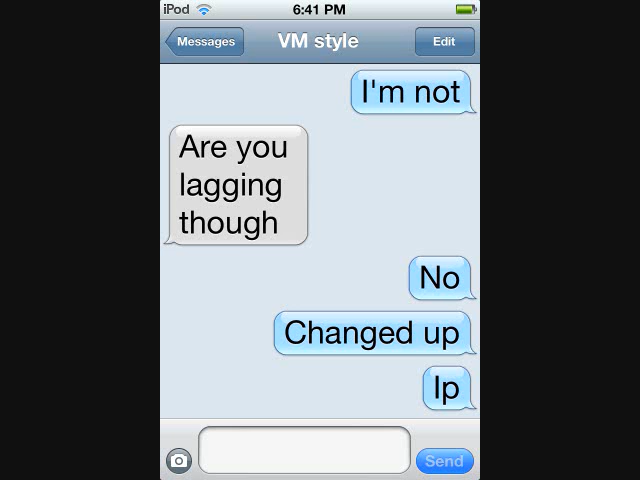 iPod 6:41 PM
Messages VM style Edit
I'm not
Are you
lagging
though
No
Changed up
Ip
Send